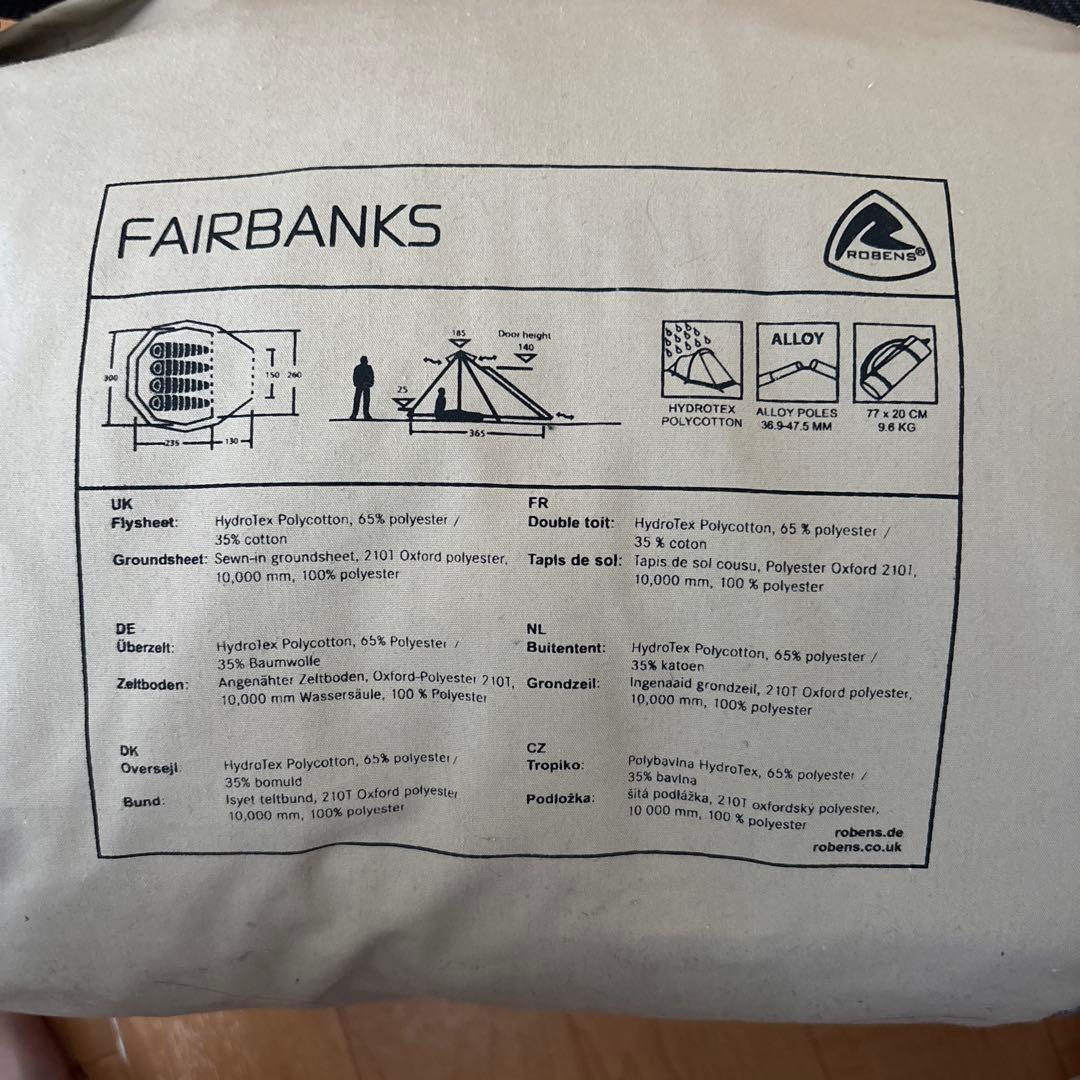 FAIRBANKS
ROBENS®
300
150
260
235
130
185
Door height
140
25
365
HYDROTEX
POLYCOTTON
ALLOY
ALLOY POLES
36.9-47.5 MM
77 x 20 CM
9.6 KG
UK
Flysheet: HydroTex Polycotton, 65% polyester /
35% cotton
Groundsheet: Sewn-in groundsheet, 210T Oxford polyester,
10,000 mm, 100% polyester
FR
Double toit: HydroTex Polycotton, 65 % polyester /
35 % coton
Tapis de sol: Tapis de sol cousu, Polyester Oxford 210T,
10,000 mm, 100 % polyester
DE
Überzelt: HydroTex Polycotton, 65% Polyester /
35% Baumwolle
Zeltboden: Angenähter Zeltboden, Oxford-Polyester 210T,
10,000 mm Wassersäule, 100 % Polyester
NL
Buitentent: HydroTex Polycotton, 65% polyester /
35% katoen
Grondzeil: Ingenaaid grondzeil, 210T Oxford polyester,
10,000 mm, 100% polyester
DK
Oversejl: HydroTex Polycotton, 65% polyester /
35% bomuld
Bund: Isyet teltbund, 210T Oxford polyester
10,000 mm, 100% polyester
CZ
Tropiko: Polybavlna HydroTex, 65% polyester /
35% bavlna
Podložka: šitá podlážka, 210T oxfordský polyester,
10 000 mm, 100 % polyester
robens.de
robens.co.uk